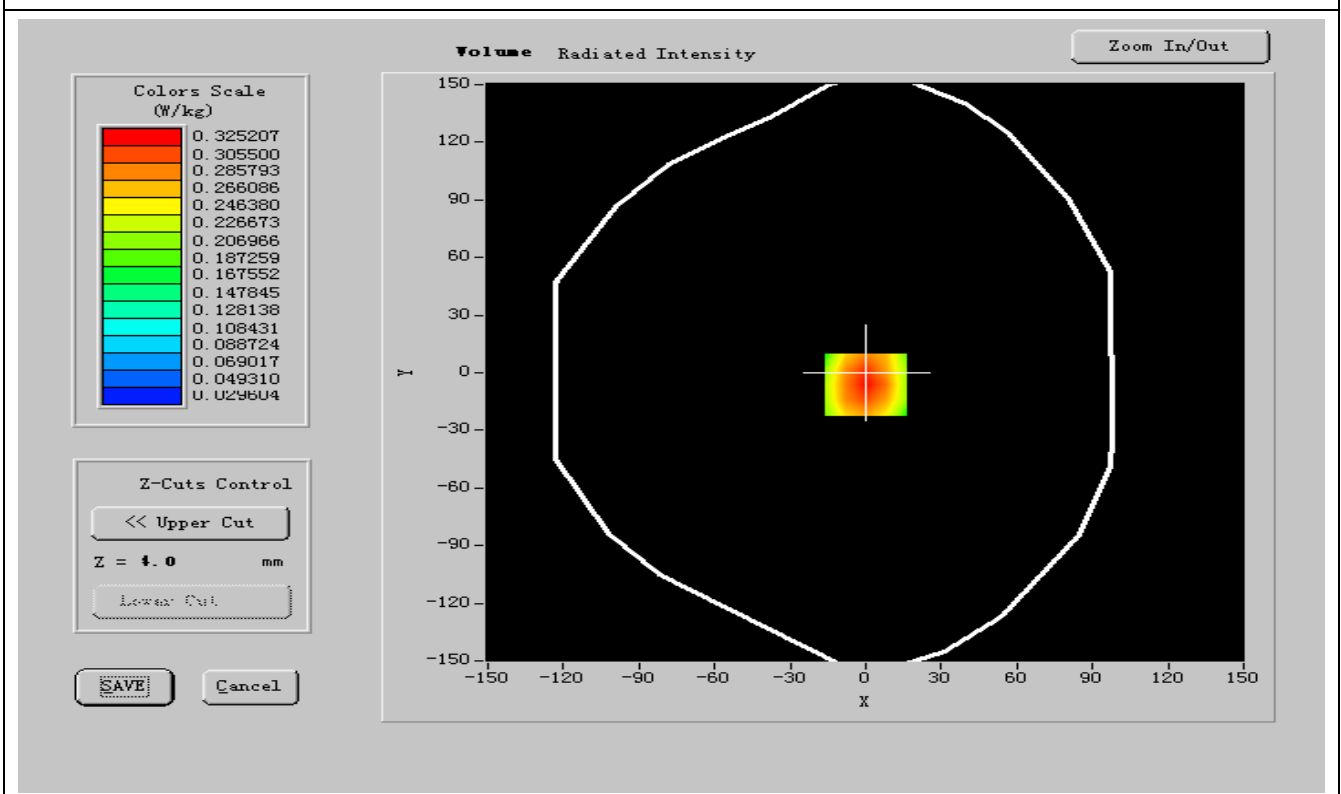 Volume Radiated Intensity
Zoom In/Out
Colors Scale
(W/kg)
0.325207
0.305500
0.285793
0.266086
0.246380
0.226673
0.206966
0.187259
0.167552
0.147845
0.128138
0.108431
0.088724
0.069017
0.049310
0.029604
Z-Cuts Control
<< Upper Cut
Z = 4.0 mm
Lower Cut
SAVE
Cancel
150
120
90
60
30
0
-30
-60
-90
-120
-150
Y
-150 -120 -90 -60 -30 0 30 60 90 120 150
X